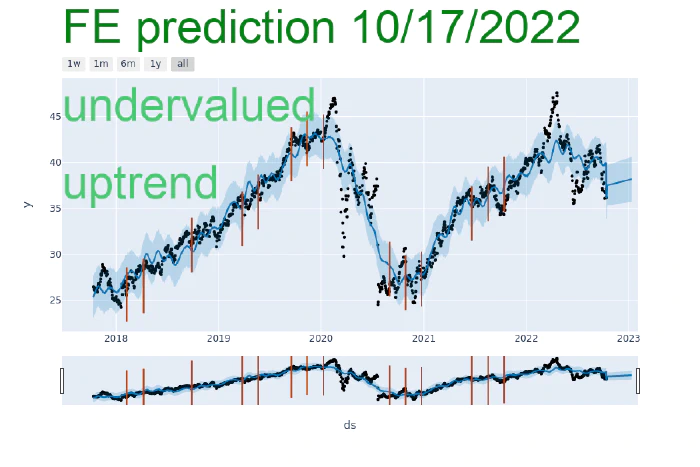 FE prediction 10/17/2022
1w 1m 6m 1y all
undervalued
45
40
uptrend
35
y
30
25
2018 2019 2020 2021 2022 2023
ds